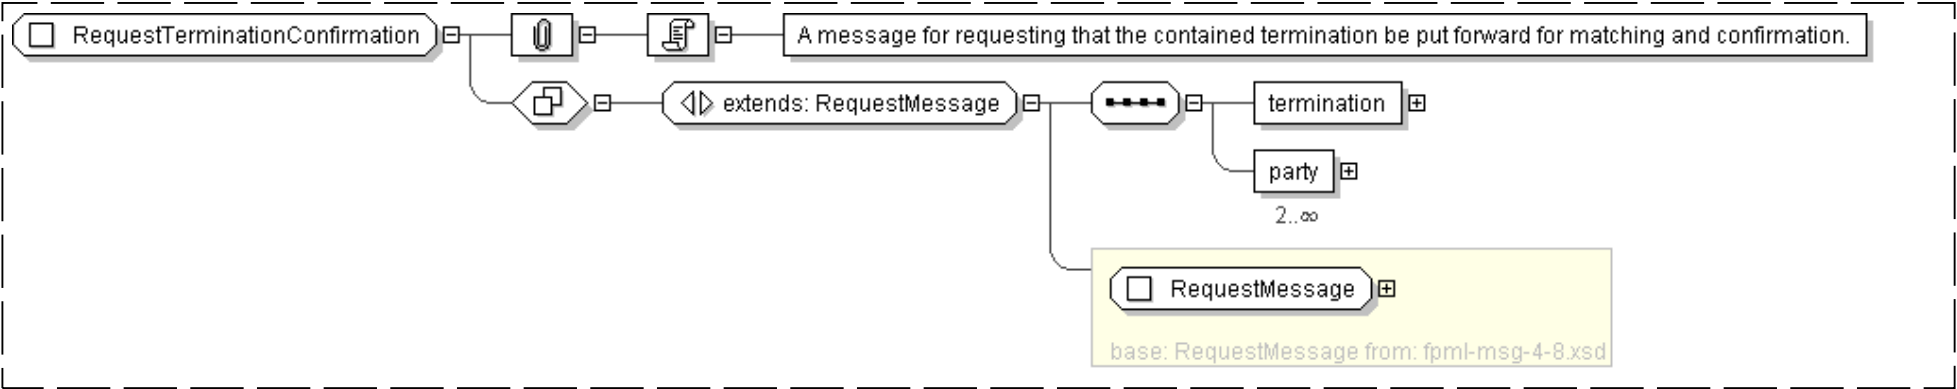 RequestTerminationConfirmation
A message for requesting that the contained termination be put forward for matching and confirmation.
extends: RequestMessage
termination
party
2..∞
RequestMessage
base: RequestMessage from: fpml-msg-4-8.xsd